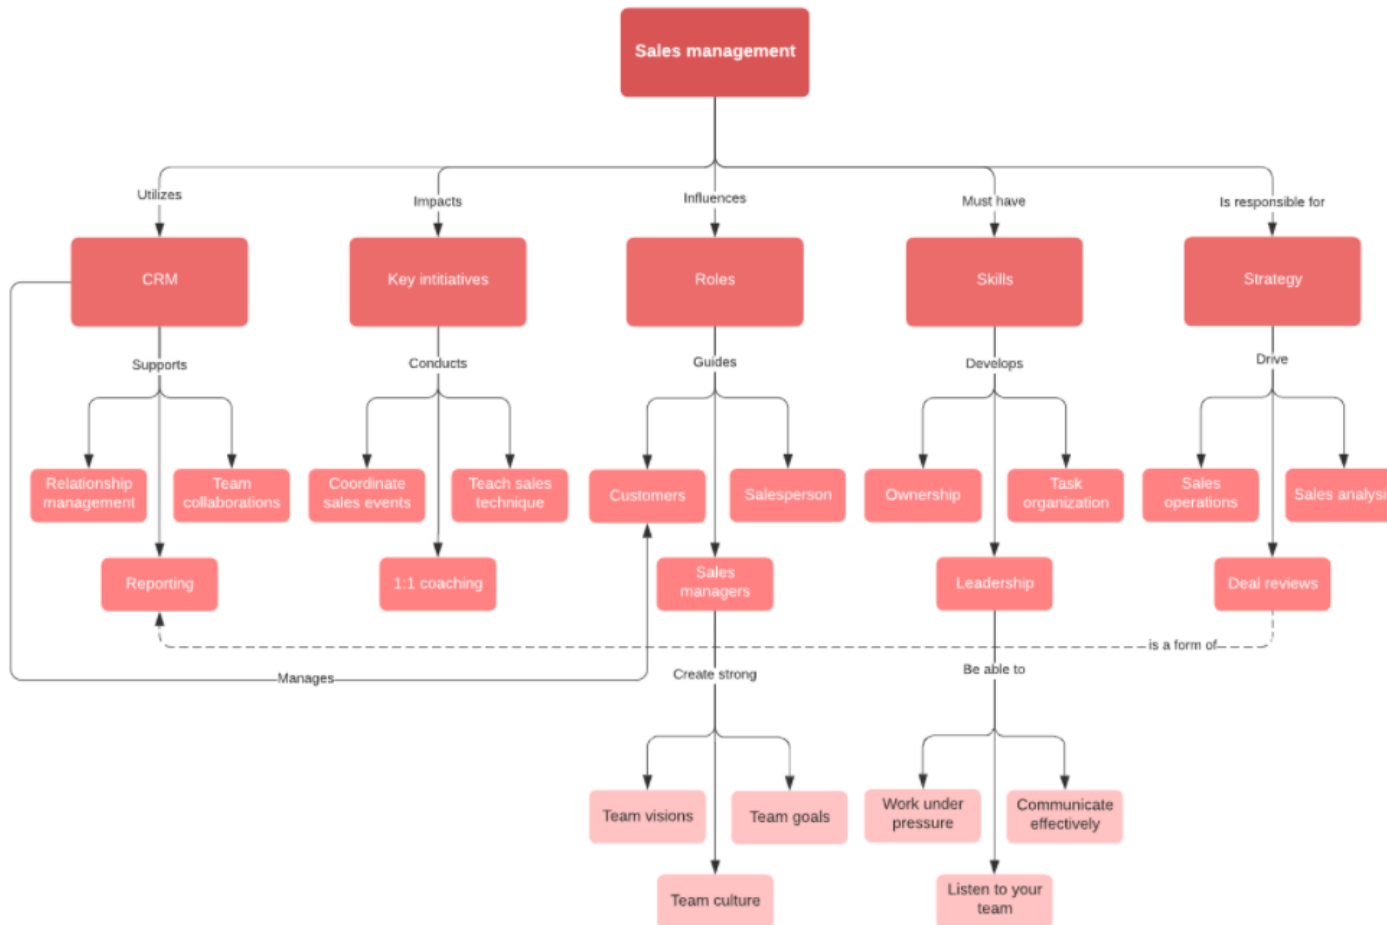 Sales management
Utilizes
Impacts
Influences
Must have
Is responsible for
CRM
Key intitiatives
Roles
Skills
Strategy
Supports
Conducts
Guides
Develops
Drive
Relationship
management
Team
collaborations
Coordinate
sales events
Teach sales
technique
Customers
Salesperson
Ownership
Task
organization
Sales
operations
Sales analysi
Reporting
1:1 coaching
Sales
managers
Leadership
Deal reviews
is a form of
Manages
Create strong
Be able to
Team visions
Team goals
Work under
pressure
Communicate
effectively
Team culture
Listen to your
team